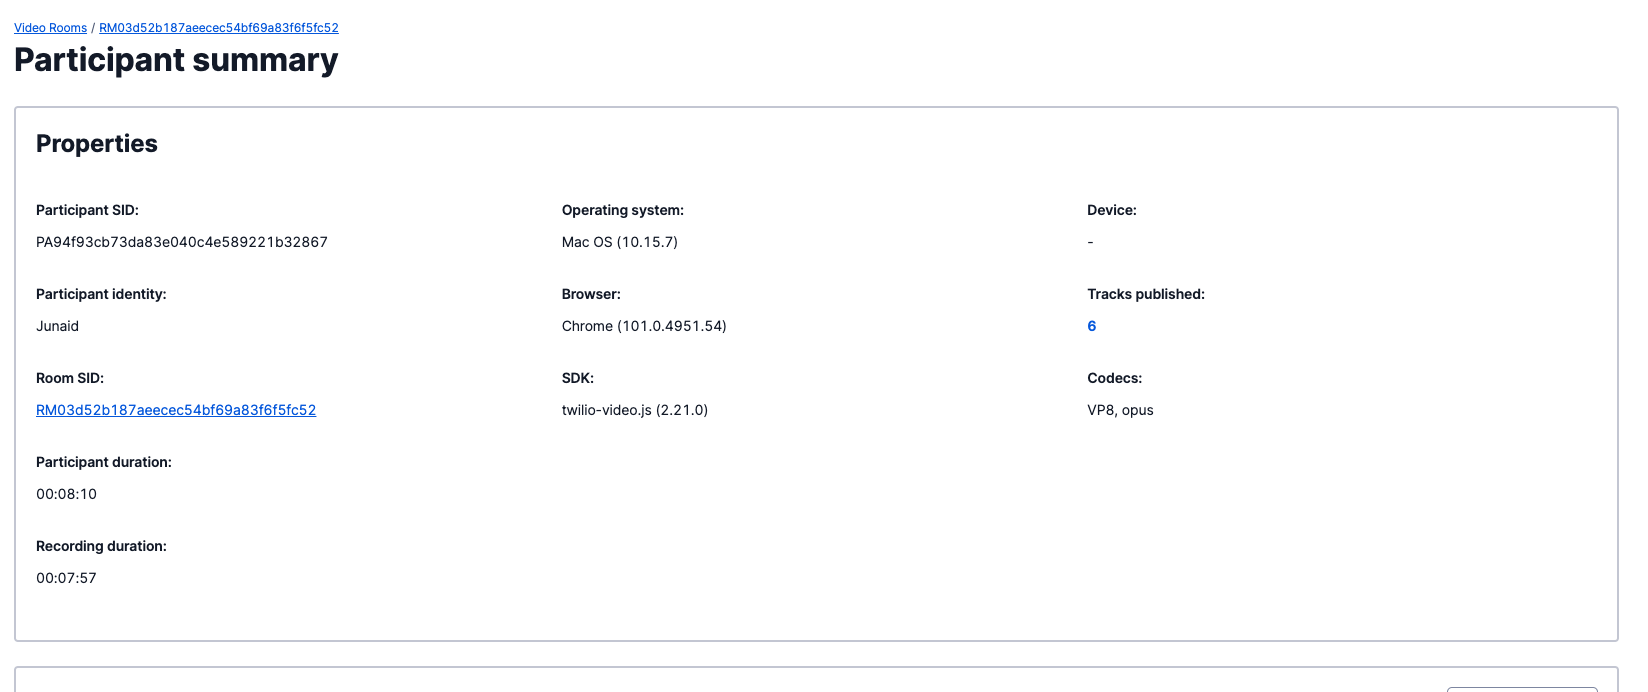 Video Rooms / RM03d52b187aeecec54bf69a83f6f5fc52
Participant summary
Properties
Participant SID:
PA94f93cb73da83e040c4e589221b32867
Participant identity:
Junaid
Room SID:
RM03d52b187aeecec54bf69a83f6f5fc52
Participant duration:
00:08:10
Recording duration:
00:07:57
Operating system:
Mac OS (10.15.7)
Browser:
Chrome (101.0.4951.54)
SDK:
twilio-video.js (2.21.0)
Device:
-
Tracks published:
6
Codecs:
VP8, opus